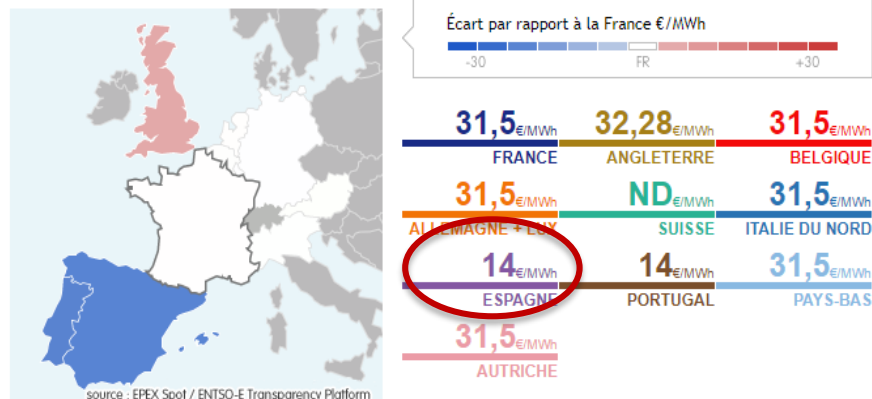 Écart par rapport à la France €/MWh
-30 FR +30
31,5€/MWh 32,28€/MWh 31,5€/MWh
FRANCE ANGLETERRE BELGIQUE
31,5€/MWh ND€/MWh 31,5€/MWh
ALLEMAGNE + LUX SUISSE ITALIE DU NORD
14€/MWh 14€/MWh 31,5€/MWh
ESPAGNE PORTUGAL PAYS-BAS
31,5€/MWh
AUTRICHE
source : EPEX Spot / ENTSO-E Transparency Platform